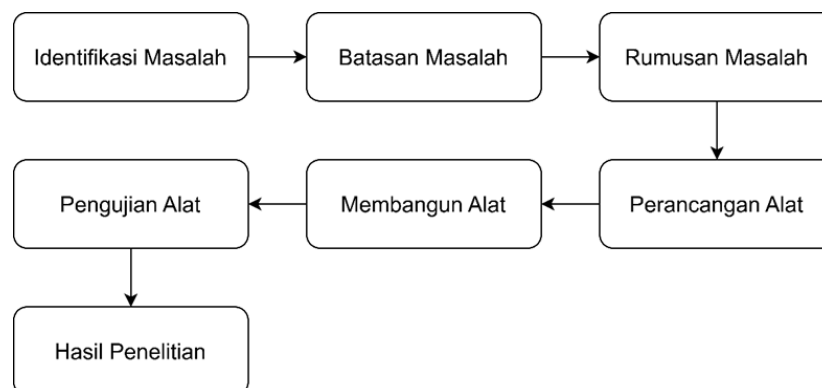 Identifikasi Masalah
Batasan Masalah
Rumusan Masalah
Perancangan Alat
Membangun Alat
Pengujian Alat
Hasil Penelitian